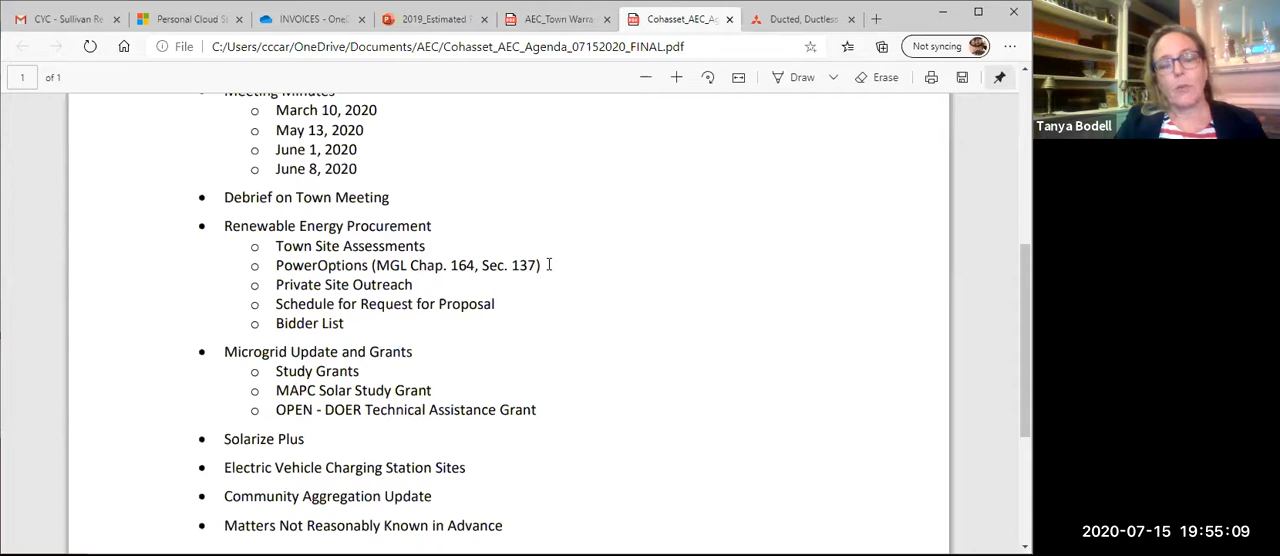 CYC - Sullivan Re
Personal Cloud St
INVOICES - OneD
2019_Estimated F
AEC_Town Warra
Cohasset_AEC_Ag
Ducted, Ductless
File
C:/Users/cccar/OneDrive/Documents/AEC/Cohasset_AEC_Agenda_07152020_FINAL.pdf
Not syncing
1 of 1
Draw
Erase
Tanya Bodell
Meeting Minutes
March 10, 2020
May 13, 2020
June 1, 2020
June 8, 2020
Debrief on Town Meeting
Renewable Energy Procurement
Town Site Assessments
PowerOptions (MGL Chap. 164, Sec. 137)
Private Site Outreach
Schedule for Request for Proposal
Bidder List
Microgrid Update and Grants
Study Grants
MAPC Solar Study Grant
OPEN - DOER Technical Assistance Grant
Solarize Plus
Electric Vehicle Charging Station Sites
Community Aggregation Update
Matters Not Reasonably Known in Advance
2020-07-15 19:55:09